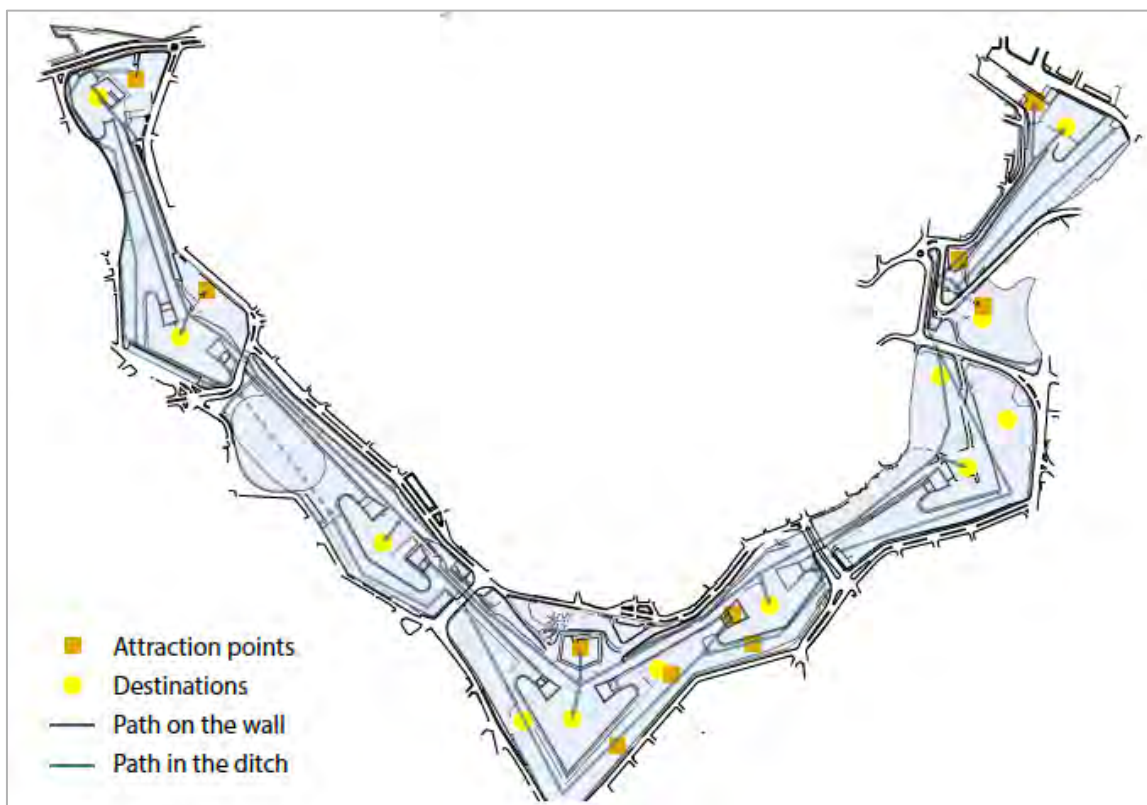 Attraction points
Destinations
Path on the wall
Path in the ditch